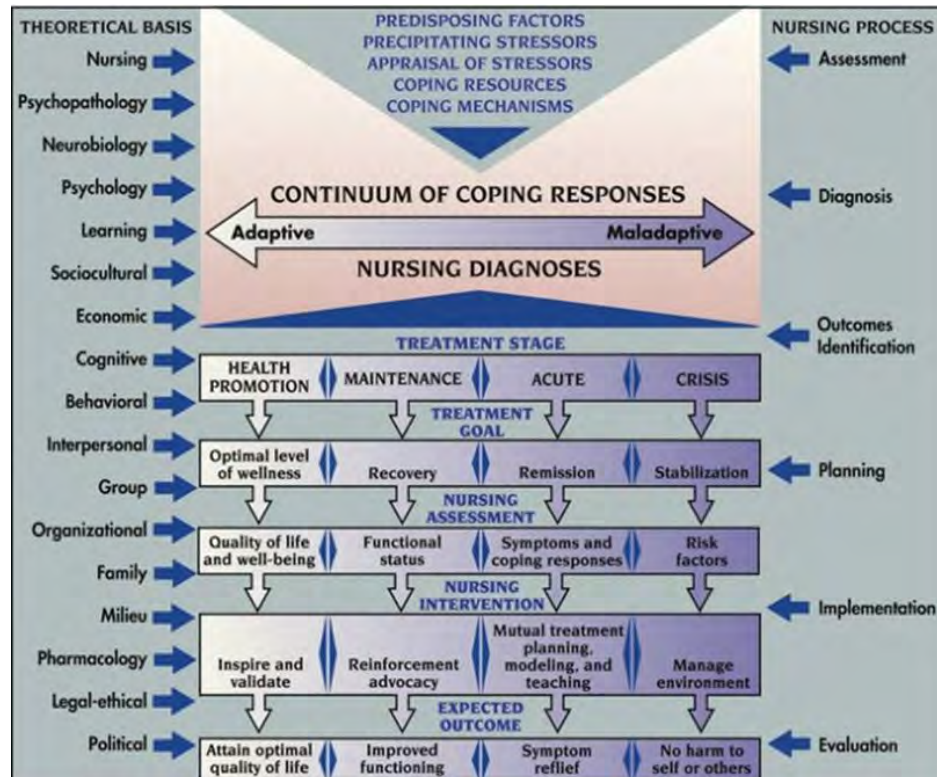 THEORETICAL BASIS
Nursing
Psychopathology
Neurobiology
Psychology
Learning
Sociocultural
Economic
Cognitive
Behavioral
Interpersonal
Group
Organizational
Family
Milieu
Pharmacology
Legal-ethical
Political
PREDISPOSING FACTORS
PRECIPITATING STRESSORS
APPRAISAL OF STRESSORS
COPING RESOURCES
COPING MECHANISMS
CONTINUUM OF COPING RESPONSES
Adaptive
Maladaptive
NURSING DIAGNOSES
TREATMENT STAGE
HEALTH
PROMOTION
MAINTENANCE
ACUTE
CRISIS
TREATMENT
GOAL
Optimal level
of wellness
Recovery
Remission
Stabilization
NURSING
ASSESSMENT
Quality of life
and well-being
Functional
status
Symptoms and
coping responses
Risk
factors
NURSING
INTERVENTION
Inspire and
validate
Reinforcement
advocacy
Mutual treatment
planning,
modeling, and
teaching
Manage
environment
EXPECTED
OUTCOME
Attain optimal
quality of life
Improved
functioning
Symptom
reflief
No harm to
self or others
NURSING PROCESS
Assessment
Diagnosis
Outcomes
Identification
Planning
Implementation
Evaluation